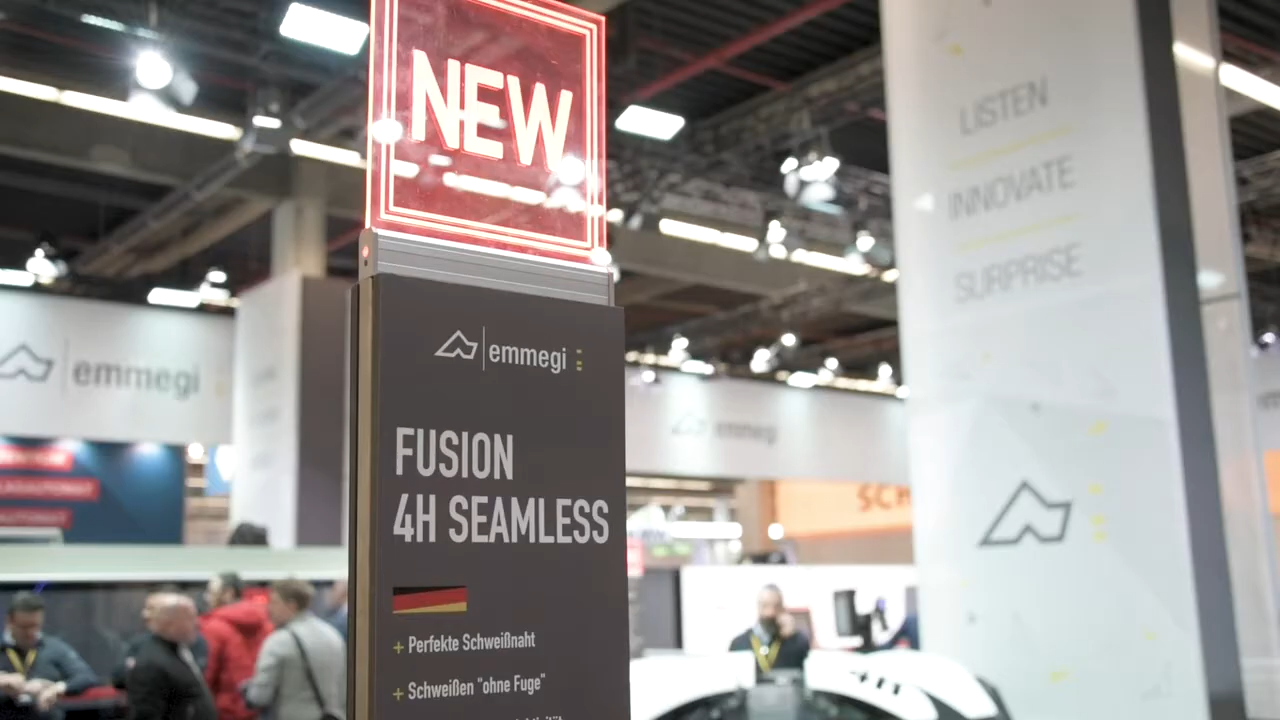 NEW
emmegi
FUSION
4H SEAMLESS
+ Perfekte Schweißnaht
+ Schweißen "ohne Fuge"
LISTEN
INNOVATE
SURPRISE
emmegi
emmegi